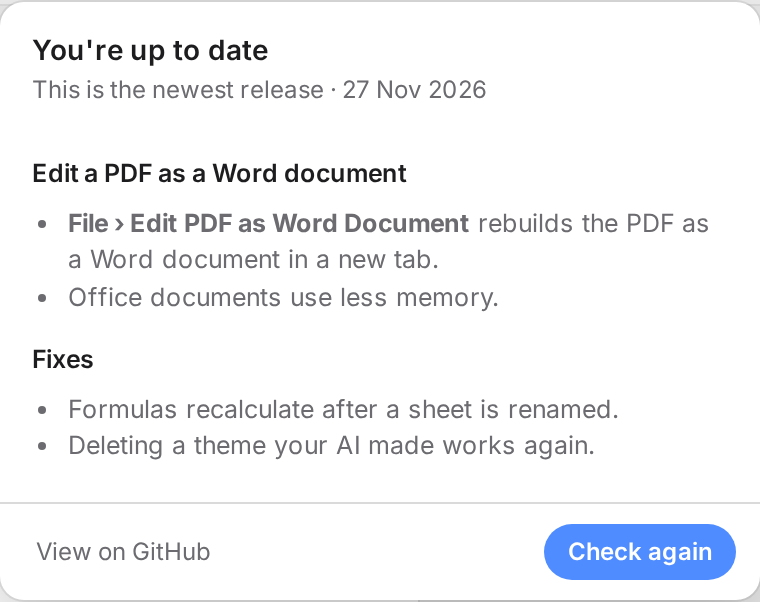 You're up to date
This is the newest release · 27 Nov 2026
Edit a PDF as a Word document
• File › Edit PDF as Word Document rebuilds the PDF as
a Word document in a new tab.
• Office documents use less memory.
Fixes
• Formulas recalculate after a sheet is renamed.
• Deleting a theme your AI made works again.
View on GitHub
Check again